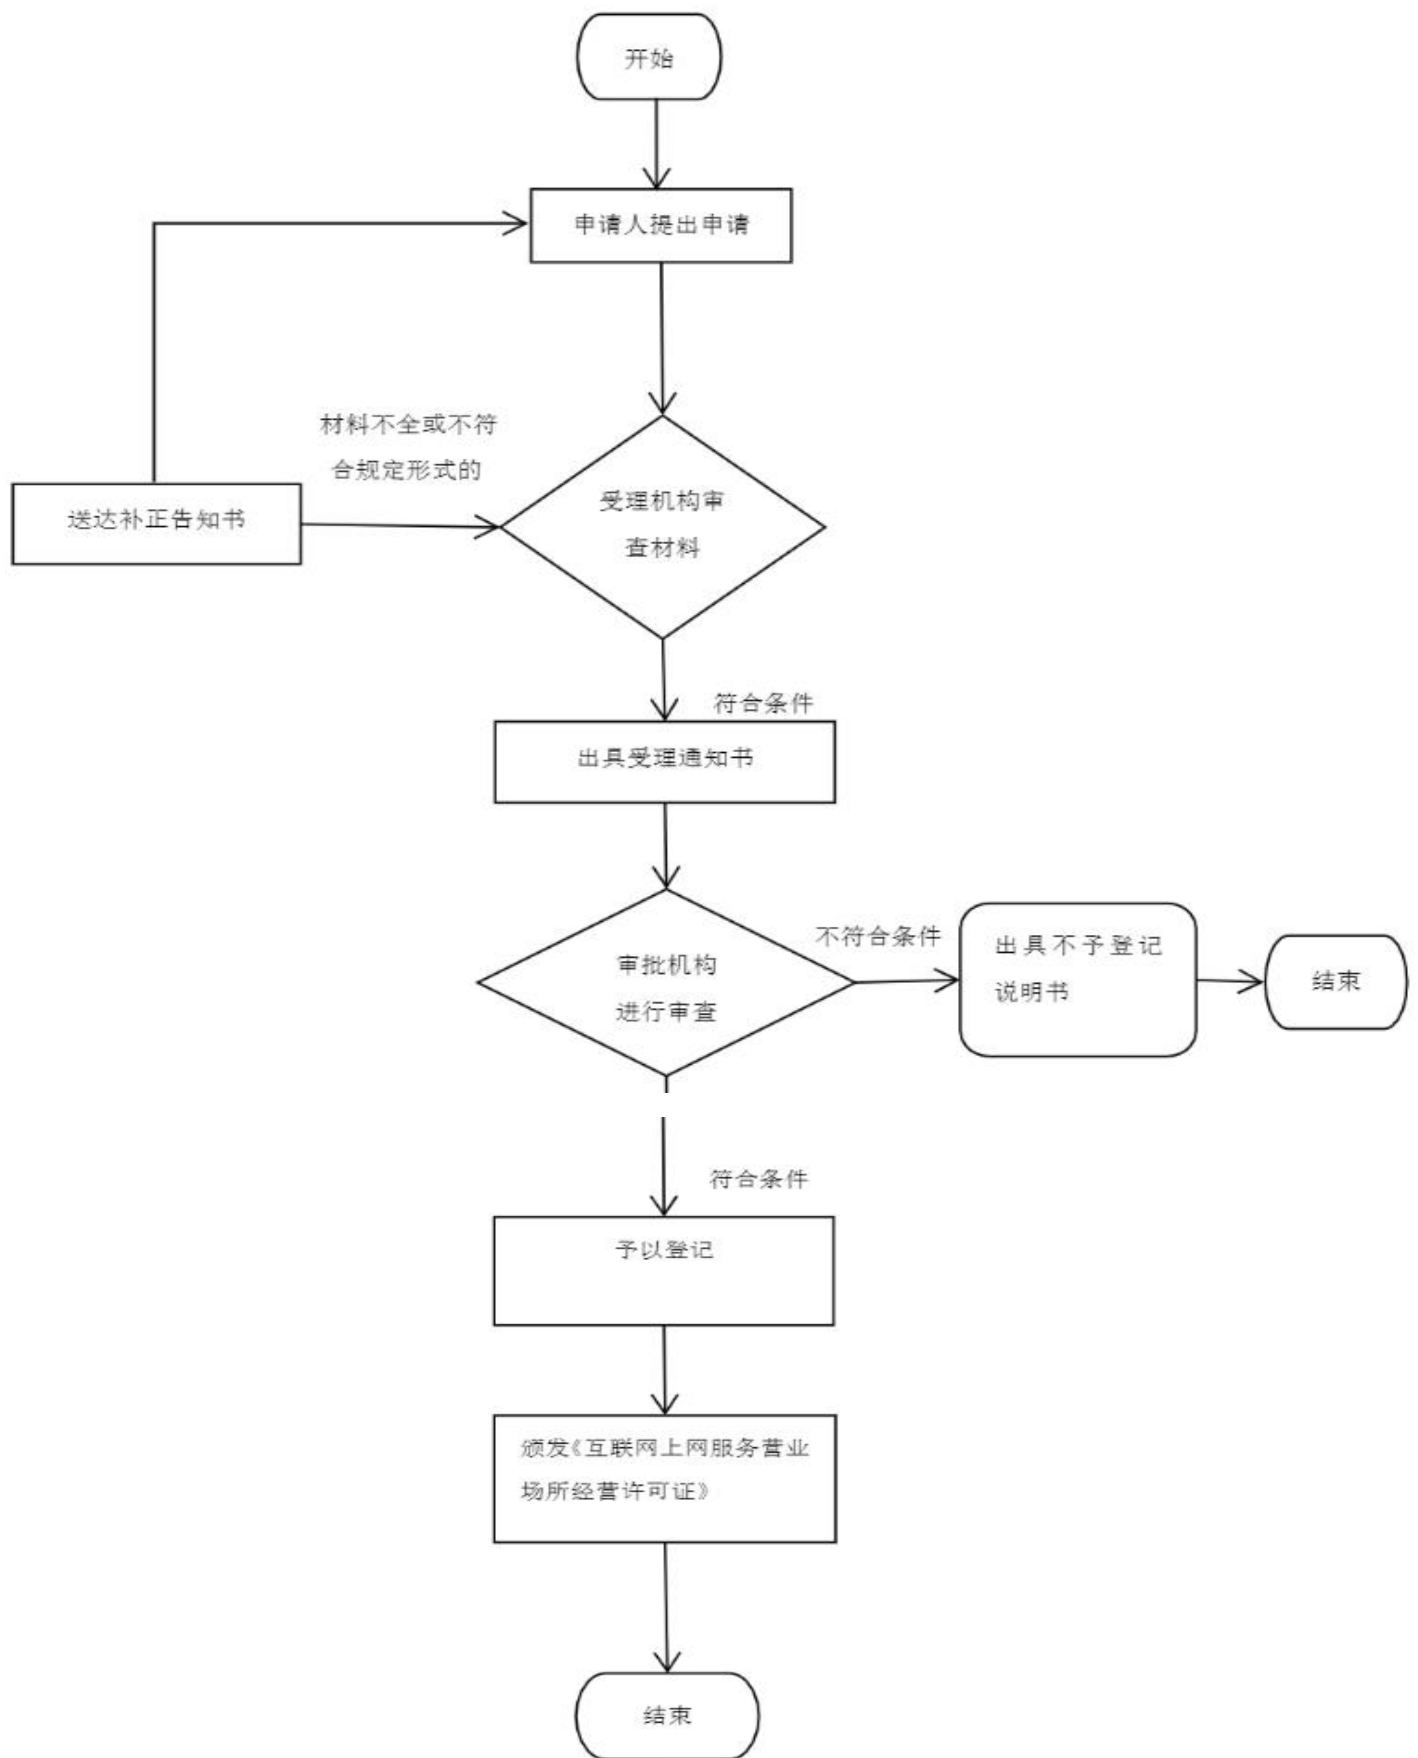 开始
申请人提出申请
材料不全或不符
合规定形式的
送达补正告知书
受理机构审
查材料
符合条件
出具受理通知书
审批机构
进行审查
不符合条件
出具不予登记
说明书
结束
符合条件
予以登记
颁发《互联网上网服务营业
场所经营许可证》
结束